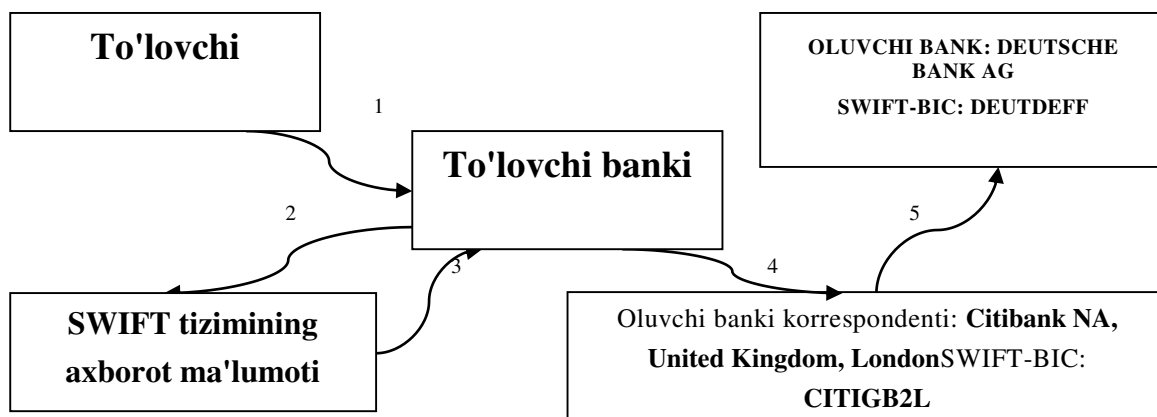 To'lovchi
OLUVCHI BANK: DEUTSCHE
BANK AG
SWIFT-BIC: DEUTDEFF
1
To'lovchi banki
2
5
3
4
SWIFT tizimining
axborot ma'lumoti
Oluvchi banki korrespondenti: Citibank NA,
United Kingdom, LondonSWIFT-BIC:
CITIGB2L